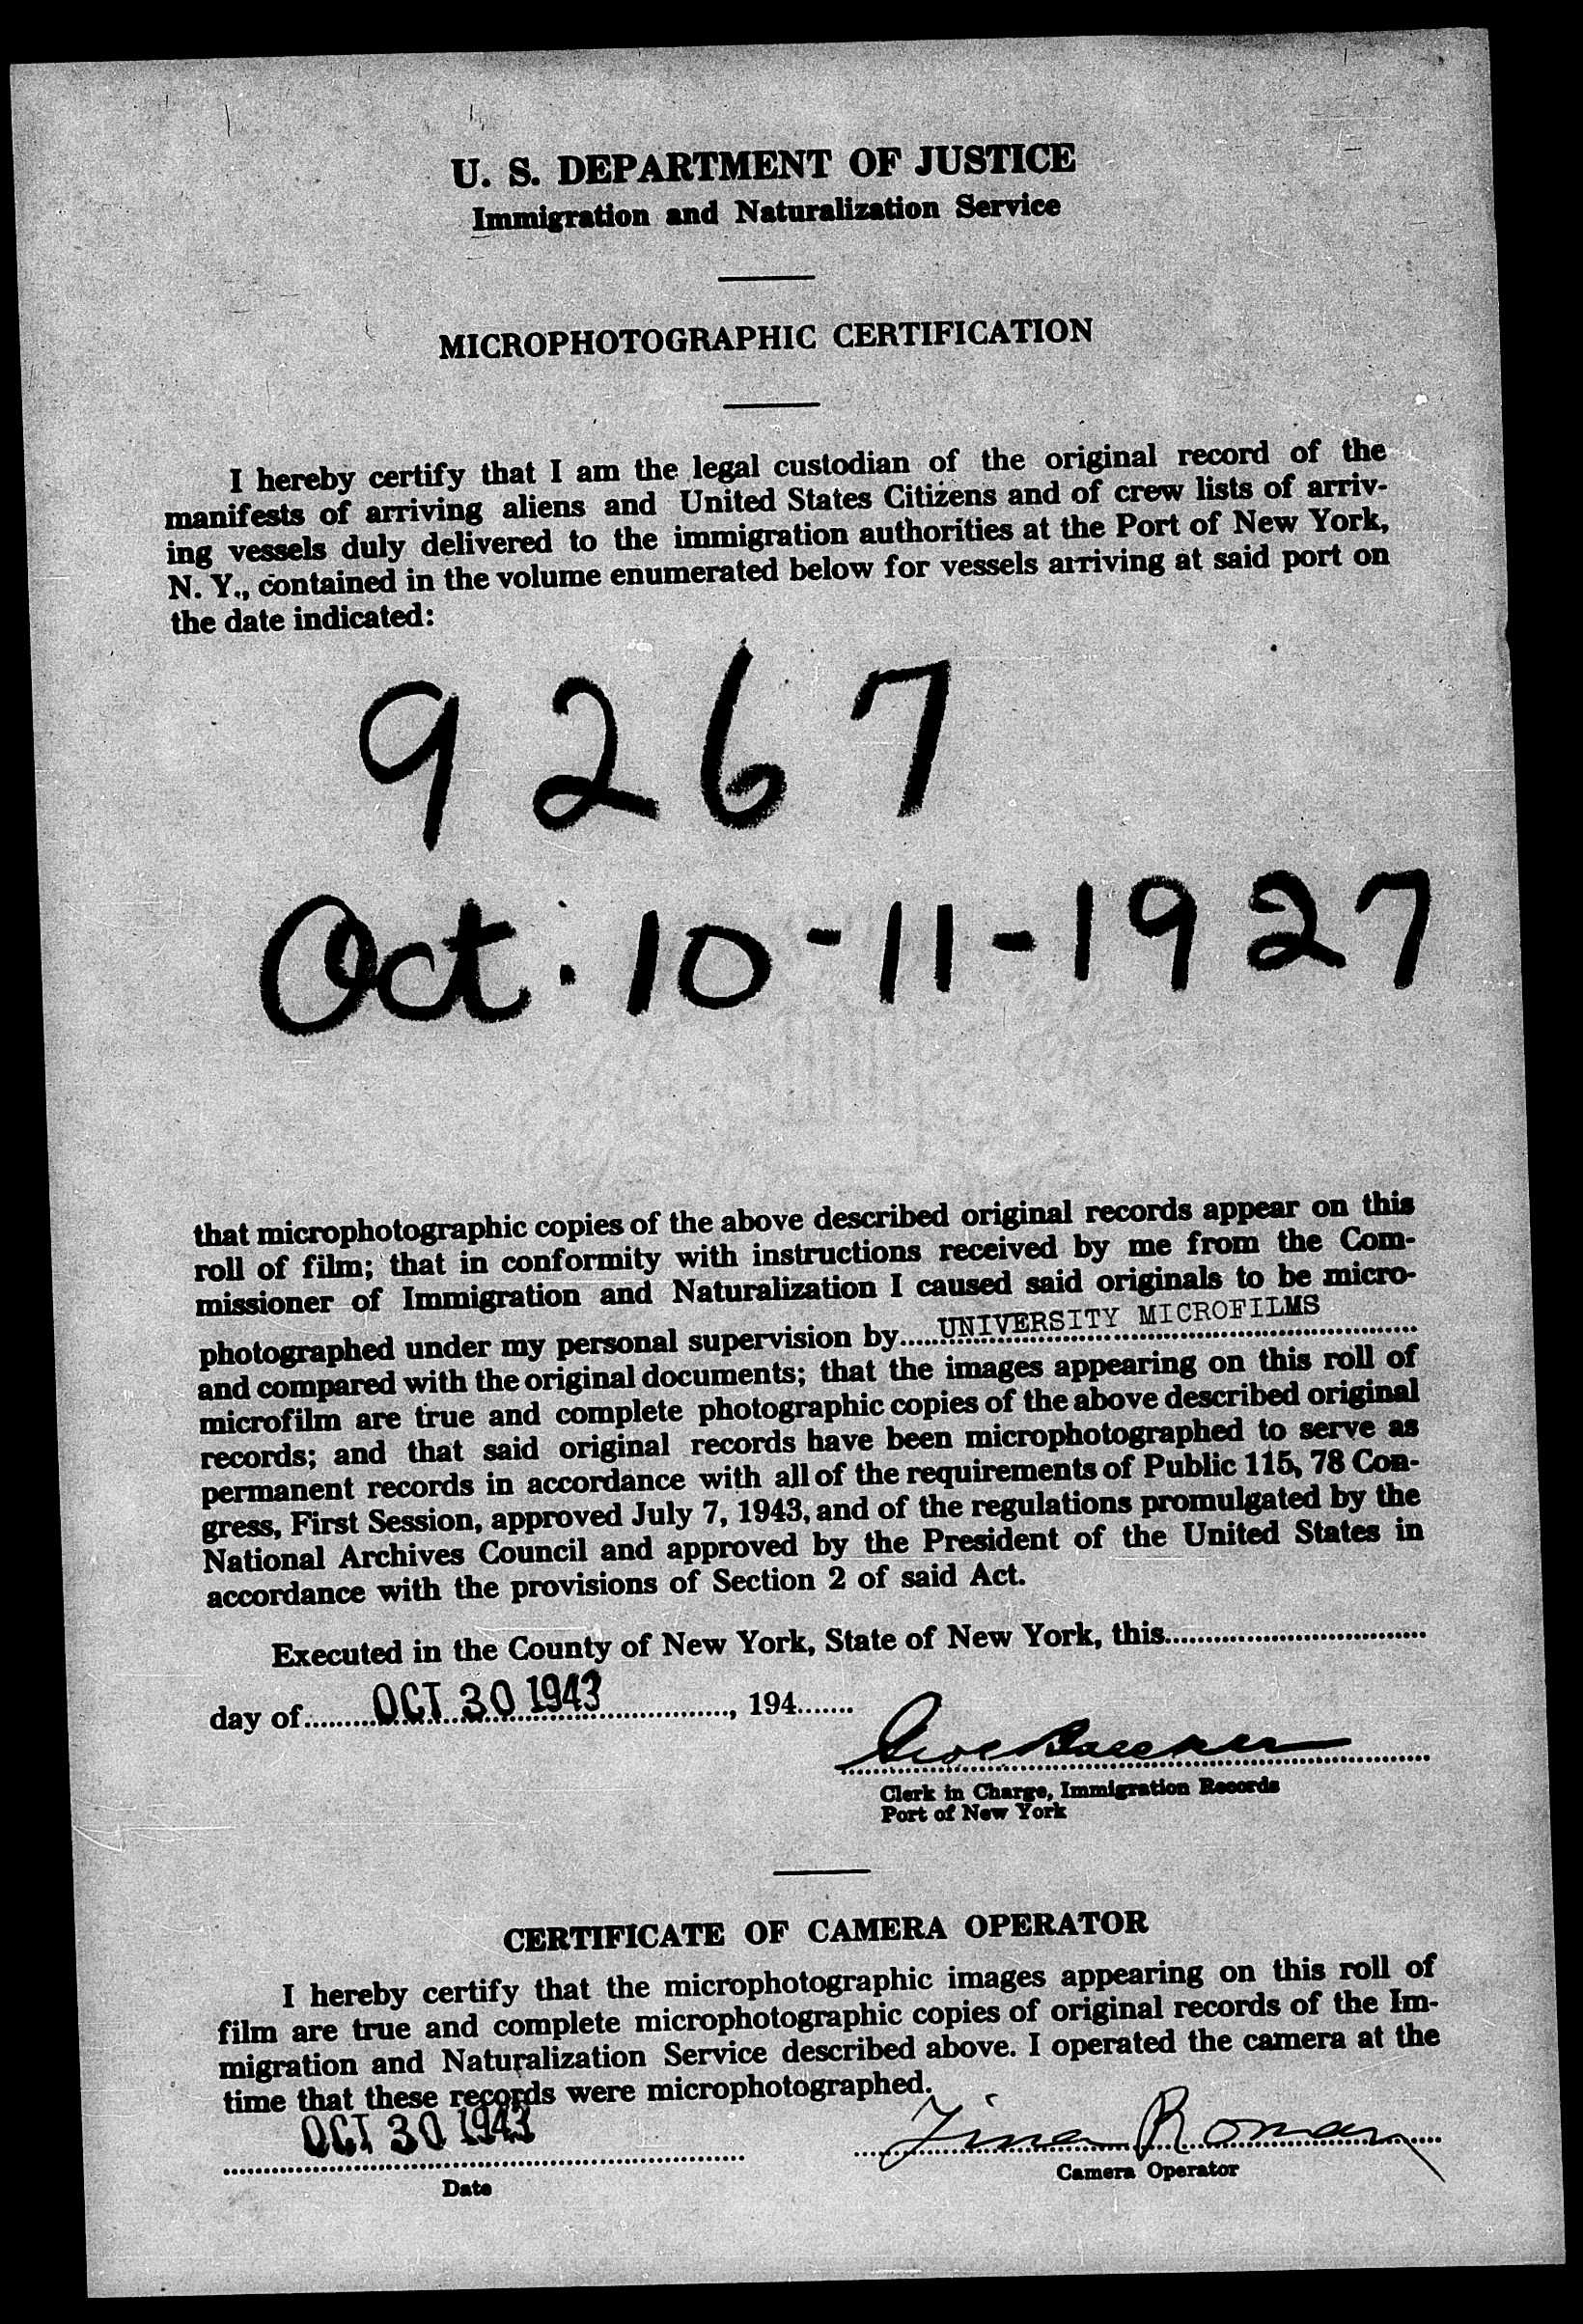 U. S. DEPARTMENT OF JUSTICE
Immigration and Naturalization Service
MICROPHOTOGRAPHIC CERTIFICATION
I hereby certify that I am the legal custodian of the original record of the
manifests of arriving aliens and United States Citizens and of crew lists of arriv-
ing vessels duly delivered to the immigration authorities at the Port of New York,
N. Y., contained in the volume enumerated below for vessels arriving at said port on
the date indicated:
9267
Oct. 10-11-1927
that microphotographic copies of the above described original records appear on this
roll of film; that in conformity with instructions received by me from the Com-
missioner of Immigration and Naturalization I caused said originals to be micro-
photographed under my personal supervision by.....UNIVERSITY MICROFILMS
and compared with the original documents; that the images appearing on this roll of
microfilm are true and complete photographic copies of the above described original
records; and that said original records have been microphotographed to serve as
permanent records in accordance with all of the requirements of Public 115, 78 Con-
gress, First Session, approved July 7, 1943, and of the regulations promulgated by the
National Archives Council and approved by the President of the United States in
accordance with the provisions of Section 2 of said Act.
Executed in the County of New York, State of New York, this..............................
day of..........OCT 30 1943.............., 194.......
Clerk in Charge, Immigration Records
Port of New York
CERTIFICATE OF CAMERA OPERATOR
I hereby certify that the microphotographic images appearing on this roll of
film are true and complete microphotographic copies of original records of the Im-
migration and Naturalization Service described above. I operated the camera at the
time that these records were microphotographed.
OCT 30 1943 Roman
Date Camera Operator